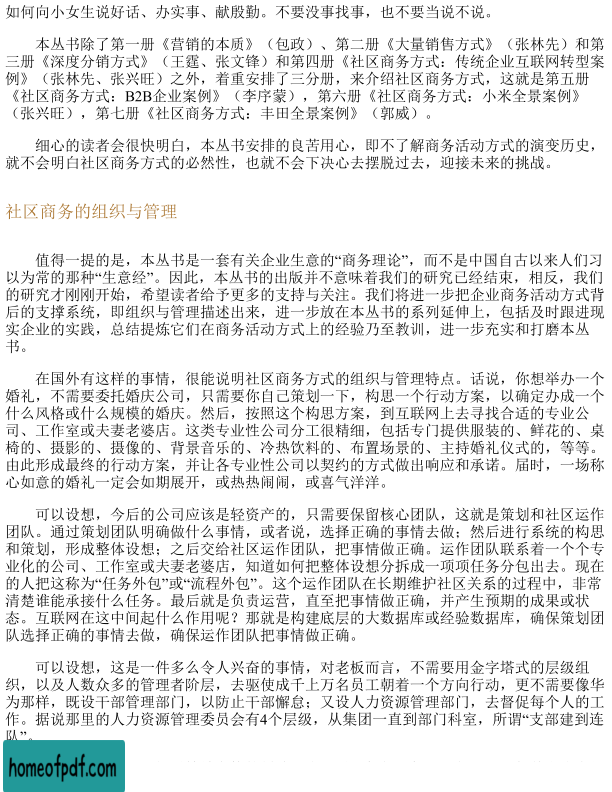 如何向小女生说好话、办实事、献殷勤。不要没事找事，也不要当说不说。
本丛书除了第一册《营销的本质》（包政）、第二册《大量销售方式》（张林先）和第
三册《深度分销方式》（王霆、张文锋）和第四册《社区商务方式：传统企业互联网转型案
例》（张林先、张兴旺）之外，着重安排了三分册，来介绍社区商务方式，这就是第五册
《社区商务方式：B2B企业案例》（李序蒙），第六册《社区商务方式：小米全景案例》
（张兴旺），第七册《社区商务方式：丰田全景案例》（郭威）。
细心的读者会很快明白，本丛书安排的良苦用心，即不了解商务活动方式的演变历史，
就不会明白社区商务方式的必然性，也就不会下决心去摆脱过去，迎接未来的挑战。
社区商务的组织与管理
值得一提的是，本丛书是一套有关企业生意的“商务理论”，而不是中国自古以来人们习
以为常的那种“生意经”。因此，本丛书的出版并不意味着我们的研究已经结束，相反，我们
的研究才刚刚开始，希望读者给予更多的支持与关注。我们将进一步把企业商务活动方式背
后的支撑系统，即组织与管理描述出来，进一步放在本丛书的系列延伸上，包括及时跟进现
实企业的实践，总结提炼它们在商务活动方式上的经验乃至教训，进一步充实和打磨本丛
书。
在国外有这样的事情，很能说明社区商务方式的组织与管理特点。话说，你想举办一个
婚礼，不需要委托婚庆公司，只需要你自己策划一下，构思一个行动方案，以确定办成一个
什么风格或什么规模的婚庆。然后，按照这个构思方案，到互联网上去寻找合适的专业公
司、工作室或夫妻老婆店。这类专业性公司分工很精细，包括专门提供服装的、鲜花的、桌
椅的、摄影的、摄像的、背景音乐的、冷热饮料的、布置场景的、主持婚礼仪式的，等等。
由此形成最终的行动方案，并让各专业性公司以契约的方式做出响应和承诺。届时，一场称
心如意的婚礼一定会如期展开，或热热闹闹，或喜气洋洋。
可以设想，今后的公司应该是轻资产的，只需要保留核心团队，这就是策划和社区运作
团队。通过策划团队明确做什么事情，或者说，选择正确的事情去做；然后进行系统的构思
和策划，形成整体设想；之后交给社区运作团队，把事情做正确。运作团队联系着一个个专
业化的公司、工作室或夫妻老婆店，知道如何把整体设想分拆成一项项任务分包出去。现在
的人把这称为“任务外包”或“流程外包”。这个运作团队在长期维护社区关系的过程中，非常
清楚谁能承接什么任务。最后就是负责运营，直至把事情做正确，并产生预期的成果或状
态。互联网在这中间起什么作用呢？那就是构建底层的大数据库或经验数据库，确保策划团
队选择正确的事情去做，确保运作团队把事情做正确。
可以设想，这是一件多么令人兴奋的事情，对老板而言，不需要用金字塔式的层级组
织，以及人数众多的管理者阶层，去驱使成千上万名员工朝着一个方向行动，更不需要像华
为那样，既设干部管理部门，以防止干部懈怠；又设人力资源管理部门，去督促每个人的工
作。据说那里的人力资源管理委员会有4个层级，从集团一直到部门科室，所谓“支部建到连
队”。
homeofpdf.com